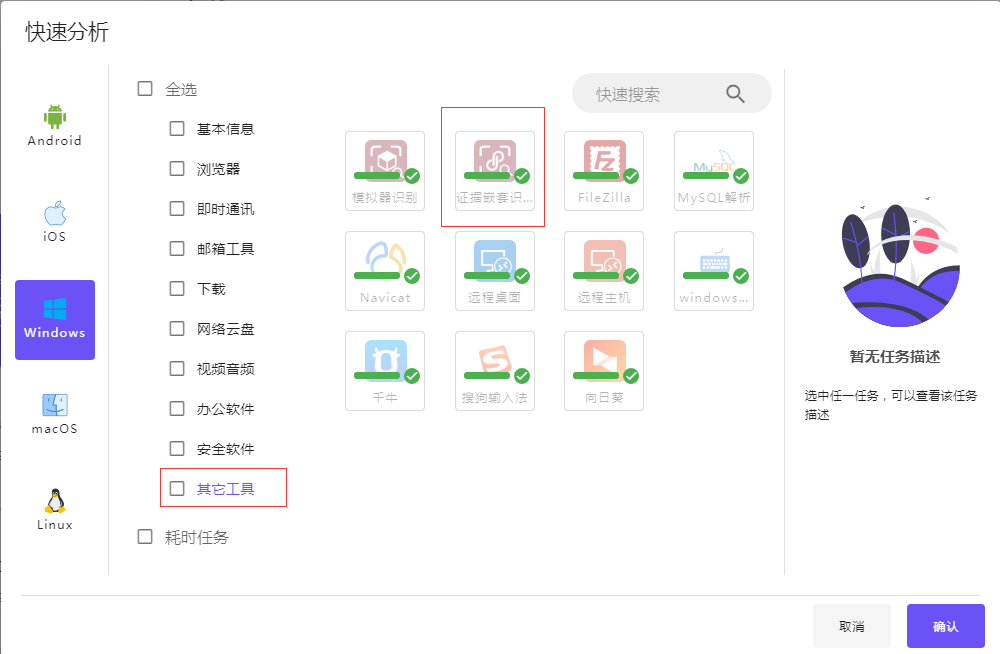 快速分析
Android
iOS
Windows
macOS
Linux
全选
基本信息
浏览器
即时通讯
邮箱工具
下载
网络云盘
视频音频
办公软件
安全软件
其它工具
耗时任务
快速搜索
模拟器识别
证据嵌套识...
FileZilla
MySQL
MySQL解析
Navicat
远程桌面
远程主机
windows...
千牛
搜狗输入法
向日葵
暂无任务描述
选中任一任务，可以查看该任务
描述
取消
确认